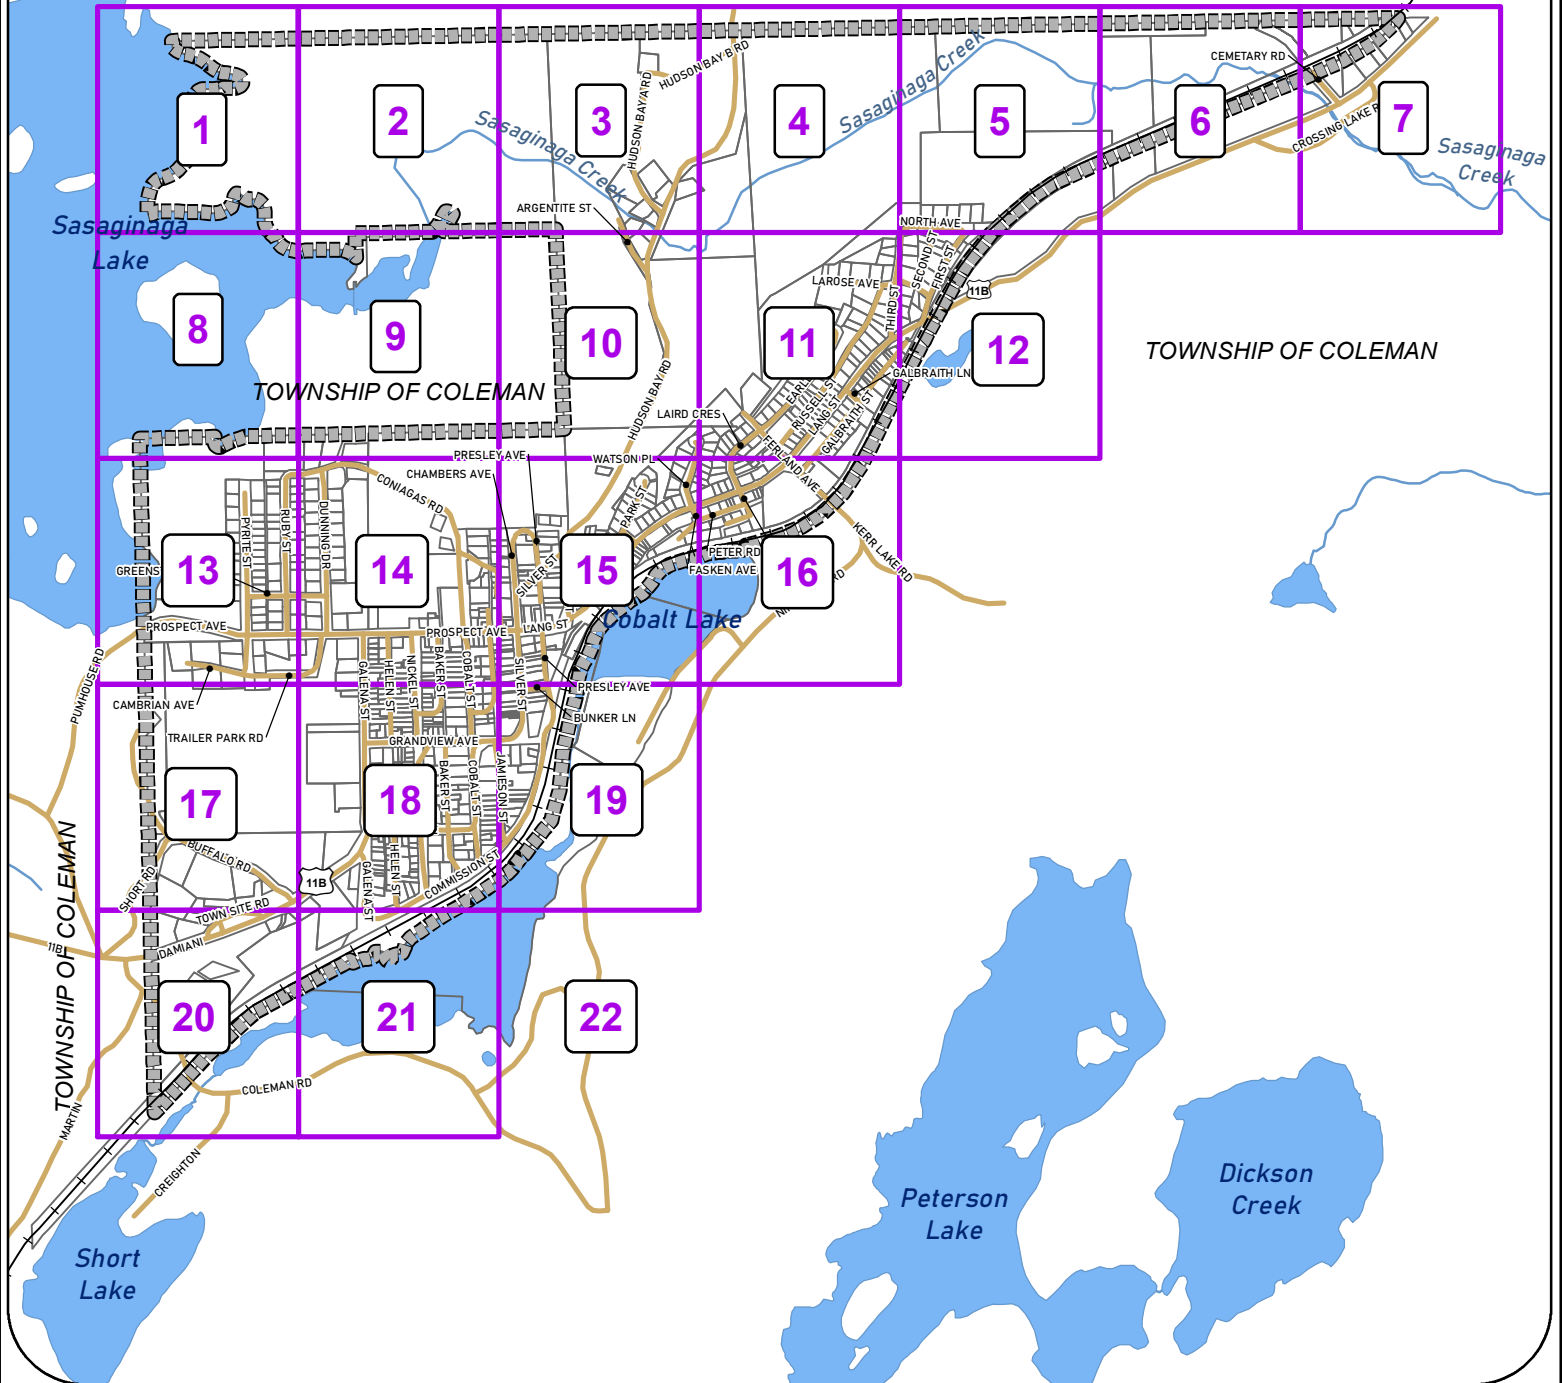 CEMETARY RD
HUDSON BAY B RD
HUDSON BAY A RD
Sasaginaga Creek
Sasaginaga Creek
1
2
3
4
5
6
7
CROSSING LAKE R
Sasaginaga
Creek
ARGENTITE ST
Sasaginaga
Lake
NORTH AVE
SECOND ST
FIRST ST
LAROSE AVE
THIRD ST
11B
8
9
10
11
12
TOWNSHIP OF COLEMAN
TOWNSHIP OF COLEMAN
HUDSON BAY RD
GALBRAITH LN
EARL
RUSSELL ST
LANG ST
GALBRAITH ST
LAIRD CRES
FERLAND AVE
PRESLEY AVE
WATSON PL
CHAMBERS AVE
CONIAGAS RD
PARK ST
PYRITE ST
RUBY ST
DUNNING DR
KERR LAKE RD
PETER RD
FASKEN AVE
SILVER ST
GREENS
13
14
15
16
NI
RD
Cobalt Lake
PROSPECT AVE
PROSPECT AVE
LANG ST
PUMHOUSE RD
GALENA ST
HELEN ST
NICKEL ST
BAKER ST
COBALT ST
SILVER ST
PRESLEY AVE
CAMBRIAN AVE
BUNKER LN
TRAILER PARK RD
GRANDVIEW AVE
BAKER ST
COBALT ST
JAMIESON ST
17
18
19
BUFFALO RD
SHORT RD
11B
HELEN ST
GALENA ST
COMMISSION ST
TOWN SITE RD
DAMIANI
11B
TOWNSHIP OF COLEMAN
20
21
22
COLEMAN RD
MARTIN
CREIGHTON
Peterson
Lake
Dickson
Creek
Short
Lake